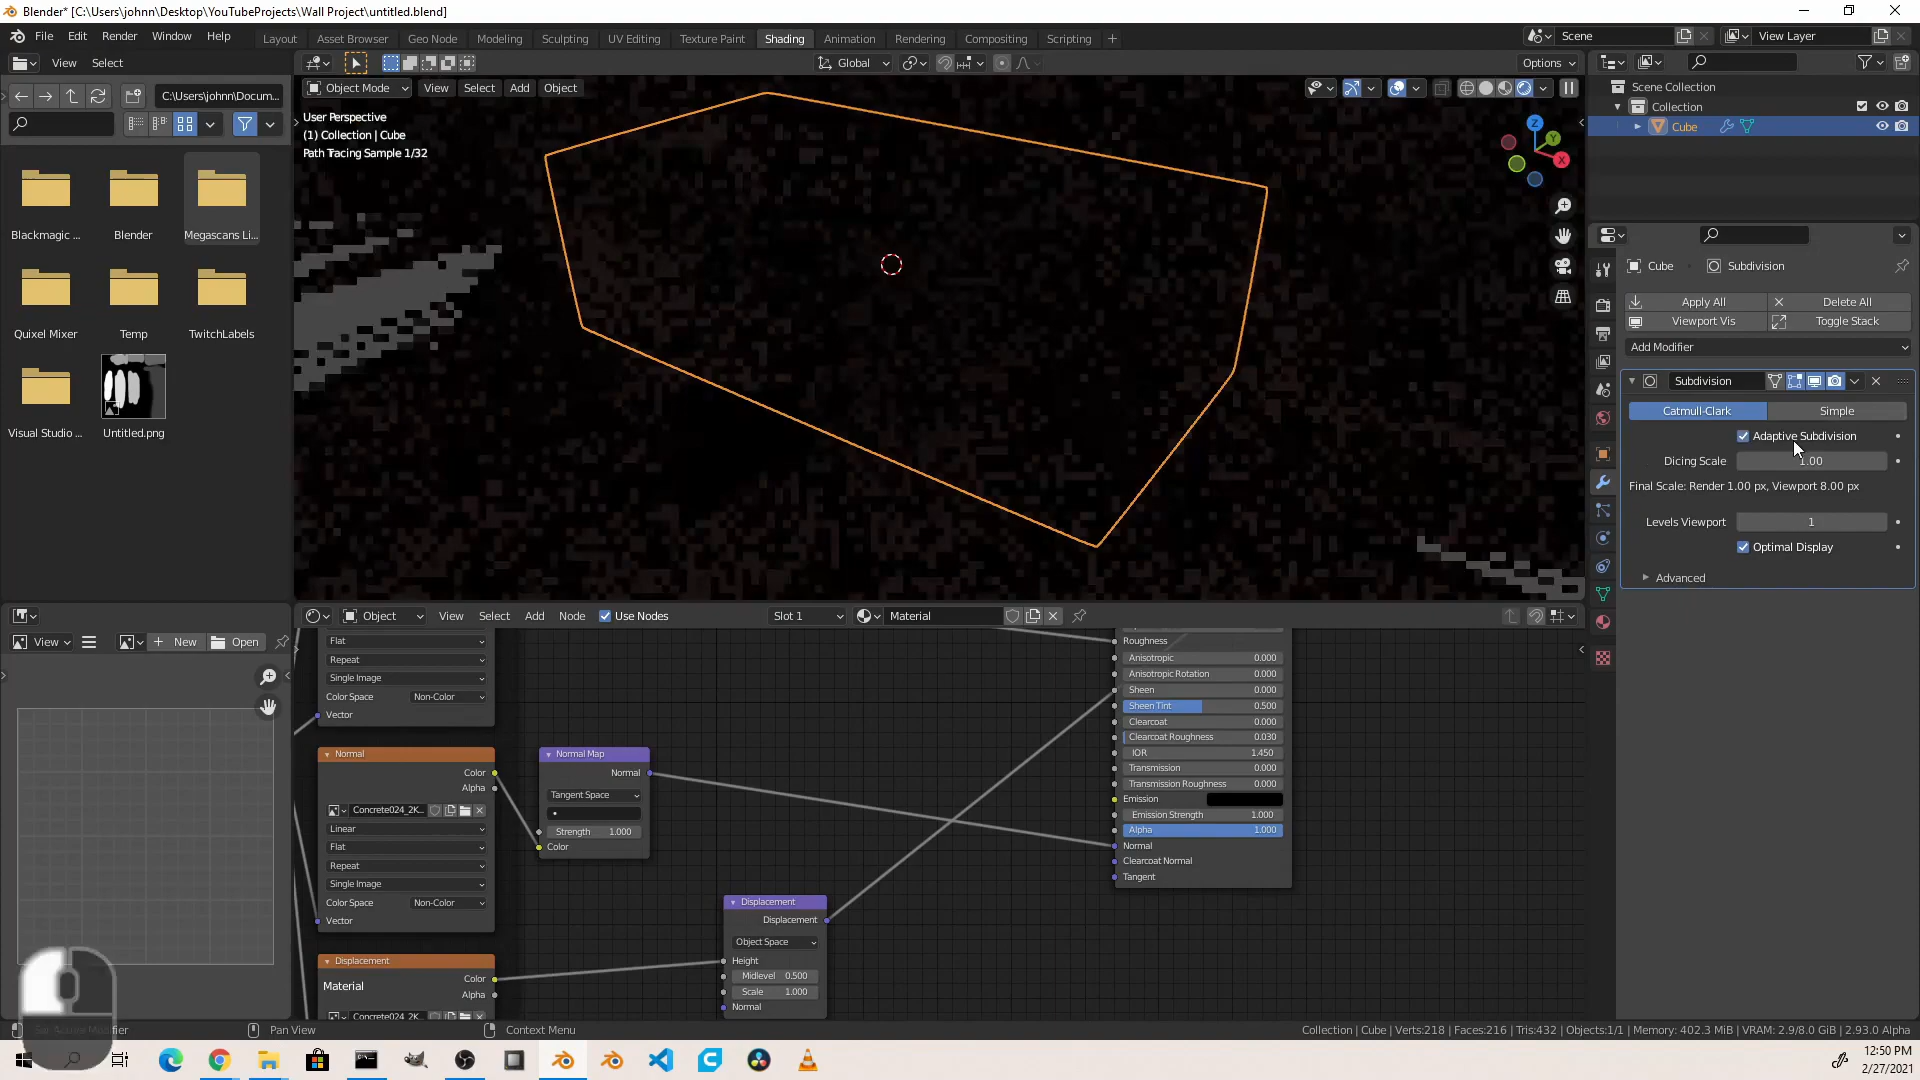 Blender* [C:\Users\johnn\Desktop\YouTubeProjects\Wall Project\untitled.blend]
File Edit Render Window Help
Layout Asset Browser Geo Node Modeling Sculpting UV Editing Texture Paint Shading Animation Rendering Compositing Scripting +
Scene
View Layer
View Select
C:\Users\johnn\Docum...
Blackmagic ...
Blender
Megascans Li...
Quixel Mixer
Temp
TwitchLabels
Visual Studio ...
Untitled.png
Global
Options
Object Mode View Select Add Object
User Perspective
(1) Collection | Cube
Path Tracing Sample 1/32
Z
Y
X
Scene Collection
Collection
Cube
Cube
Subdivision
Apply All
Delete All
Viewport Vis
Toggle Stack
Add Modifier
Subdivision
Catmull-Clark
Simple
Adaptive Subdivision
Dicing Scale 1.00
Final Scale: Render 1.00 px, Viewport 8.00 px
Levels Viewport 1
Optimal Display
Advanced
View
+ New
Open
Object View Select Add Node Use Nodes
Slot 1
Material
Flat
Repeat
Single Image
Color Space Non-Color
Vector
Normal
Color
Alpha
Concrete024_2K...
Linear
Flat
Repeat
Single Image
Color Space Non-Color
Vector
Displacement
Color
Alpha
Concrete024_2K...
Material
Normal Map
Normal
Tangent Space
Strength 1.000
Color
Displacement
Displacement
Object Space
Height
Midlevel 0.500
Scale 1.000
Normal
Roughness
Anisotropic 0.000
Anisotropic Rotation 0.000
Sheen 0.000
Sheen Tint 0.500
Clearcoat 0.000
Clearcoat Roughness 0.030
IOR 1.450
Transmission 0.000
Transmission Roughness 0.000
Emission
Emission Strength 1.000
Alpha 1.000
Normal
Clearcoat Normal
Tangent
Set Active Modifier
Pan View
Context Menu
Collection | Cube | Verts:218 | Faces:216 | Tris:432 | Objects:1/1 | Memory: 402.3 MiB | VRAM: 2.9/8.0 GiB | 2.93.0 Alpha
12:50 PM
2/27/2021